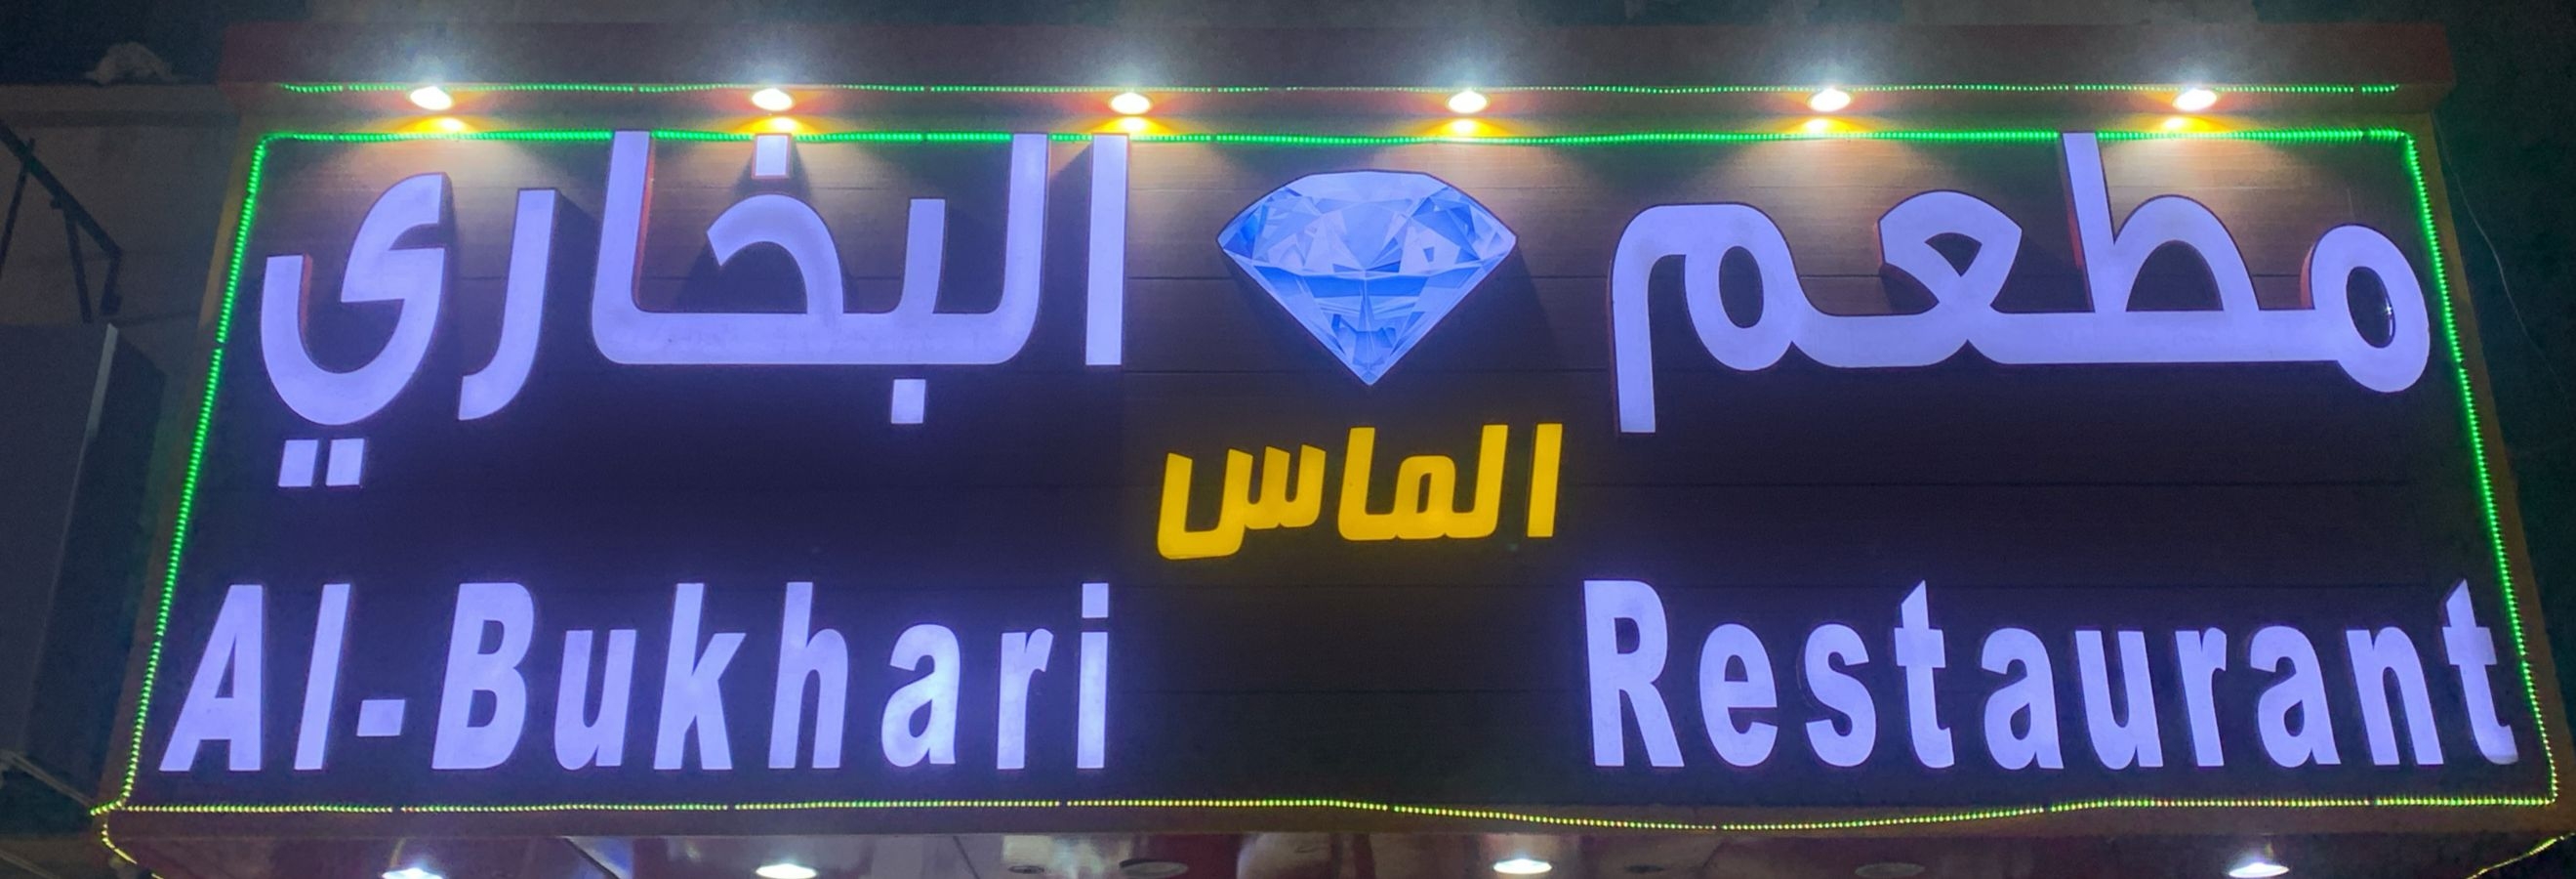 مطعم البخاري
الماس
Al-Bukhari Restaurant